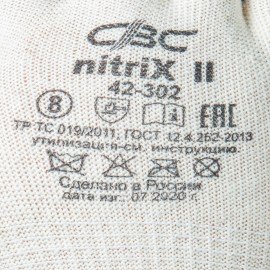 СВС
nitriX II
42-302
8 EAC
ТР ТС 019/2011, ГОСТ 12.4.252-2013
утилизация-см. инструкцию
Сделано в России
дата изг. 07.2020 г.